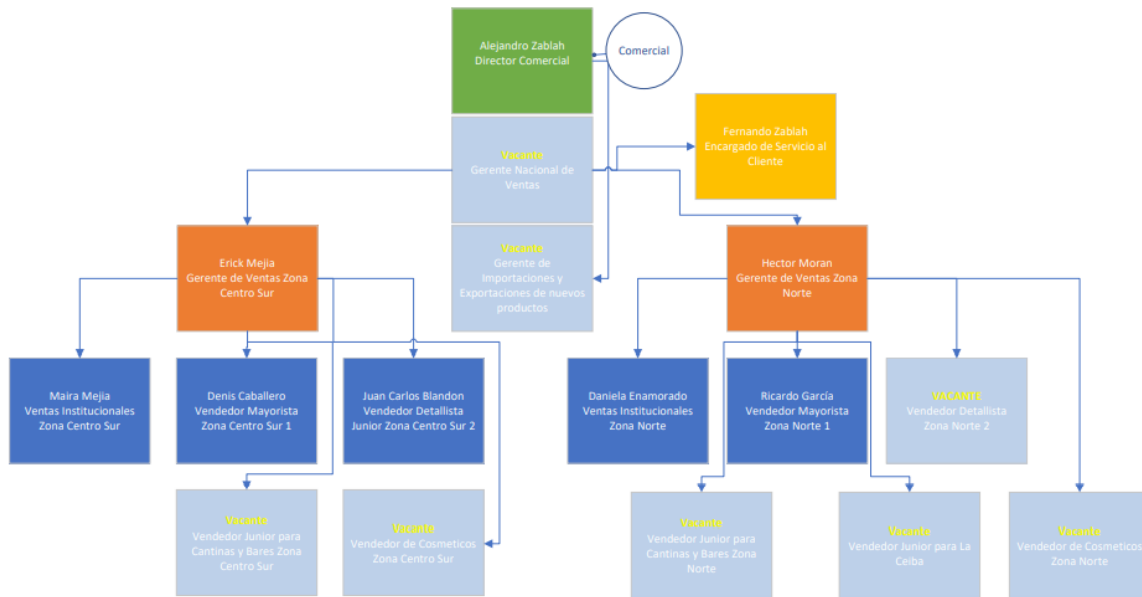 Alejandro Zablah
Director Comercial
Comercial
Vacante
Gerente Nacional de
Ventas
Fernando Zablah
Encargado de Servicio al
Cliente
Erick Mejia
Gerente de Ventas Zona
Centro Sur
Vacante
Gerente de
Importaciones y
Exportaciones de nuevos
productos
Hector Moran
Gerente de Ventas Zona
Norte
Maira Mejia
Ventas Institucionales
Zona Centro Sur
Denis Caballero
Vendedor Mayorista
Zona Centro Sur 1
Juan Carlos Blandon
Vendedor Detallista
Junior Zona Centro Sur 2
Daniela Enamorado
Ventas Institucionales
Zona Norte
Ricardo García
Vendedor Mayorista
Zona Norte 1
VACANTE
Vendedor Detallista
Zona Norte 2
Vacante
Vendedor Junior para
Cantinas y Bares Zona
Centro Sur
Vacante
Vendedor de Cosmeticos
Zona Centro Sur
Vacante
Vendedor Junior para
Cantinas y Bares Zona
Norte
Vacante
Vendedor Junior para La
Ceiba
Vacante
Vendedor de Cosmeticos
Zona Norte